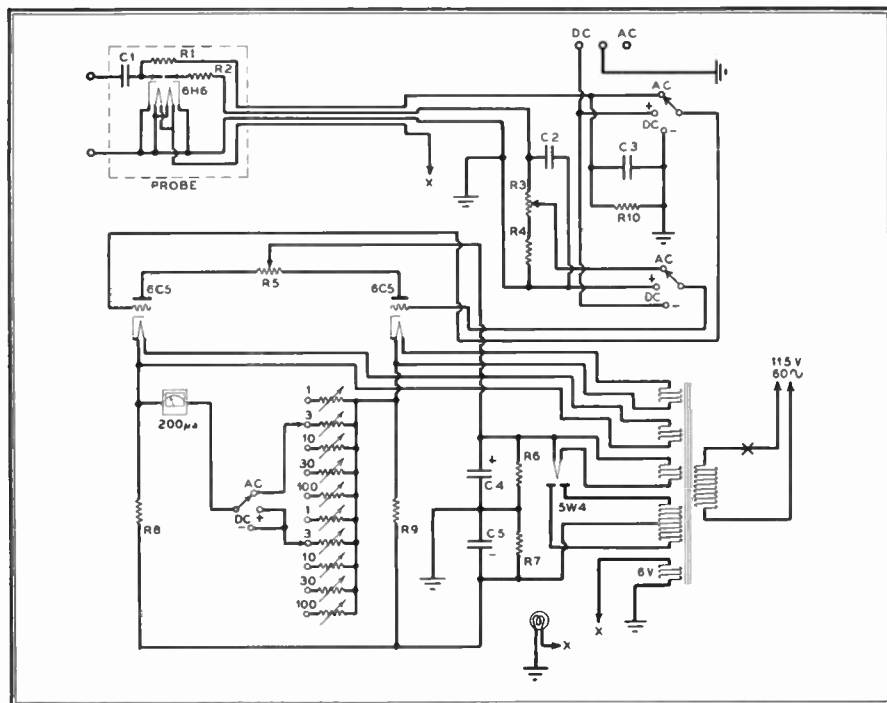 DC AC
C1 R1
R2
6H6
PROBE
X
AC
+
DC
-
C2
C3
R3
R10
R4
AC
+
DC
-
6C5
R5
6C5
115V
60~
200μa
1
3
10
30
100
1
3
10
30
100
AC
DC +
-
R8
R9
+
C4
C5
-
R6
R7
5W4
X
6V
X
X